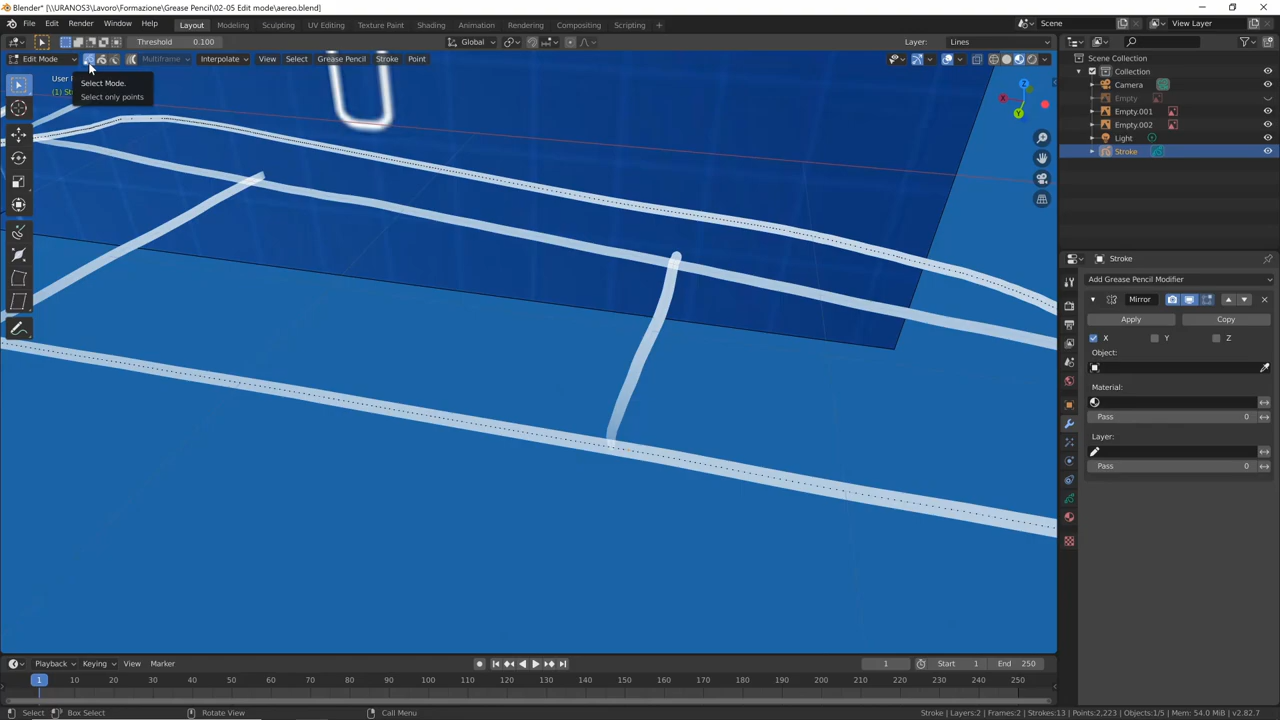 Blender* [\\URANOS3\Lavoro\Formazione\Grease Pencil\02-05 Edit mode\aereo.blend]
File Edit Render Window Help Layout Modeling Sculpting UV Editing Texture Paint Shading Animation Rendering Compositing Scripting + Scene View Layer
Threshold 0.100 Global Layer: Lines
Edit Mode Multiframe Interpolate View Select Grease Pencil Stroke Point
Select Mode.
Select only points
Scene Collection
Collection
Camera
Empty
Empty.001
Empty.002
Light
Stroke
Stroke
Add Grease Pencil Modifier
Mirror
Apply Copy
X Y Z
Object:
Material:
Pass 0
Layer:
Pass 0
Playback Keying View Marker 1 Start 1 End 250
1 10 20 30 40 50 60 70 80 90 100 110 120 130 140 150 160 170 180 190 200 210 220 230 240 250
Select Box Select Rotate View Call Menu Stroke | Layers:2 | Frames:2 | Strokes:13 | Points:2,223 | Objects:1/5 | Mem: 54.0 MiB | v2.82.7